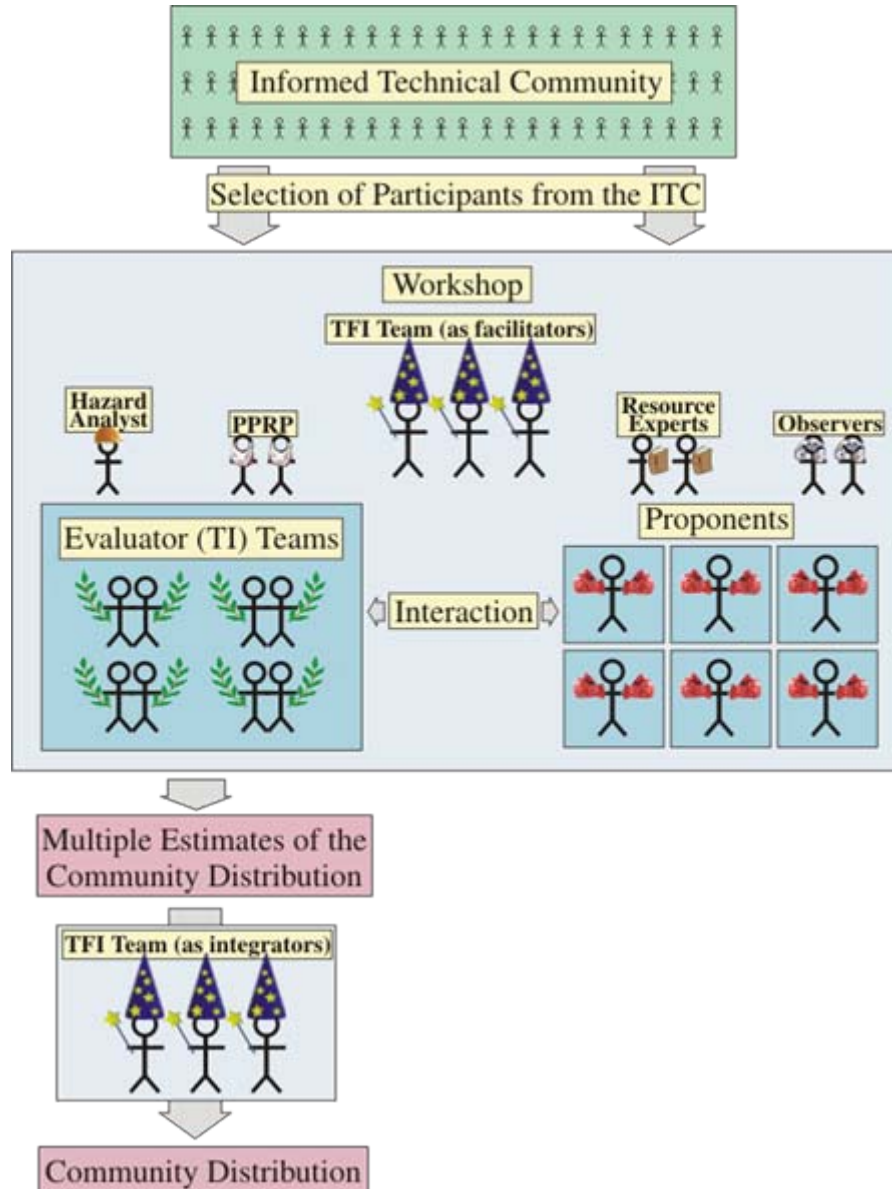 Informed Technical Community
Selection of Participants from the ITC
Workshop
TFI Team (as facilitators)
Hazard
Analyst
PPRP
Resource
Experts
Observers
Evaluator (TI) Teams
Proponents
Interaction
Multiple Estimates of the
Community Distribution
TFI Team (as integrators)
Community Distribution